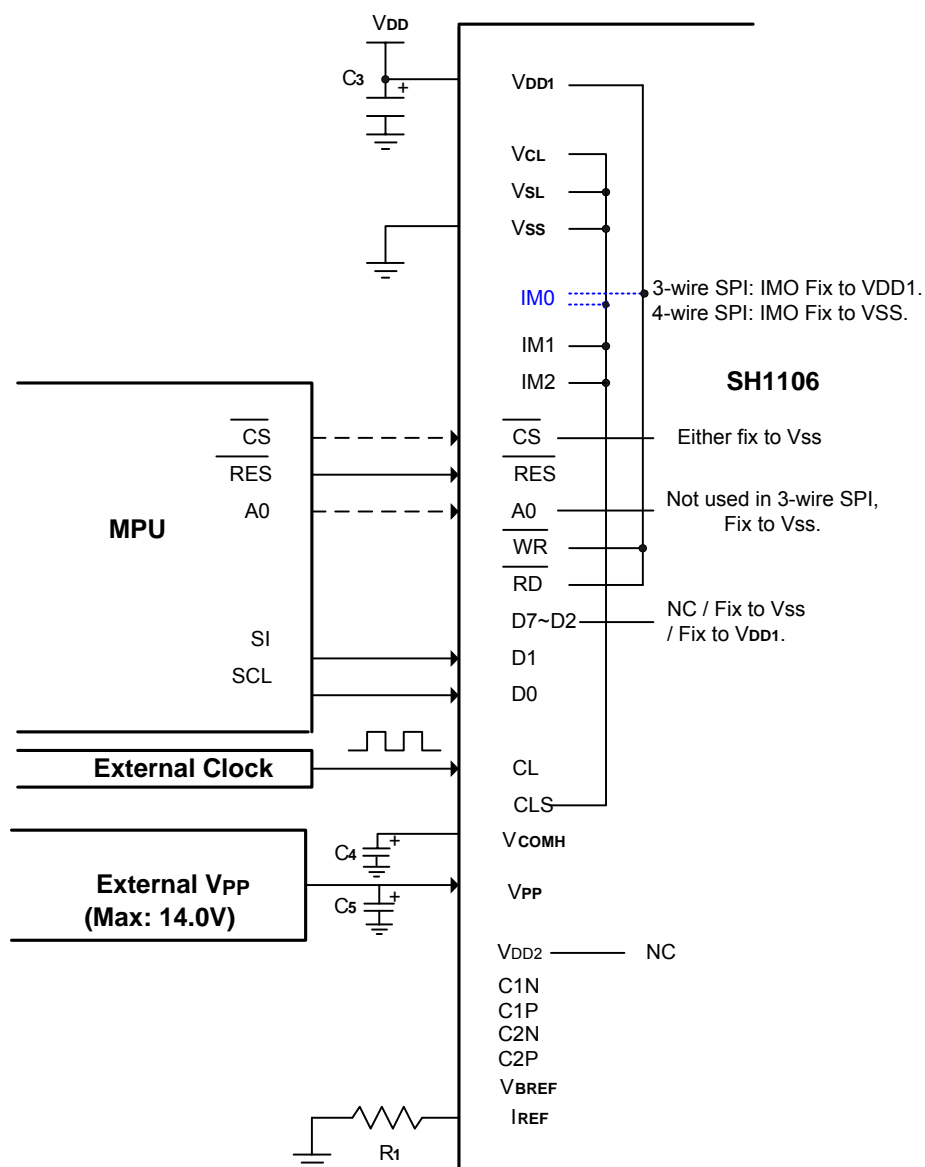 VDD
C3
+
VDD1
VCL
VSL
VSS
IM0
3-wire SPI: IMO Fix to VDD1.
4-wire SPI: IMO Fix to VSS.
IM1
IM2
SH1106
MPU
CS
RES
A0
SI
SCL
CS
Either fix to Vss
RES
A0
Not used in 3-wire SPI,
Fix to Vss.
WR
RD
D7~D2
NC / Fix to Vss
/ Fix to VDD1.
D1
D0
External Clock
CL
CLS
C4
+
VCOMH
External VPP
(Max: 14.0V)
C5
+
VPP
VDD2
NC
C1N
C1P
C2N
C2P
VBREF
IREF
R1